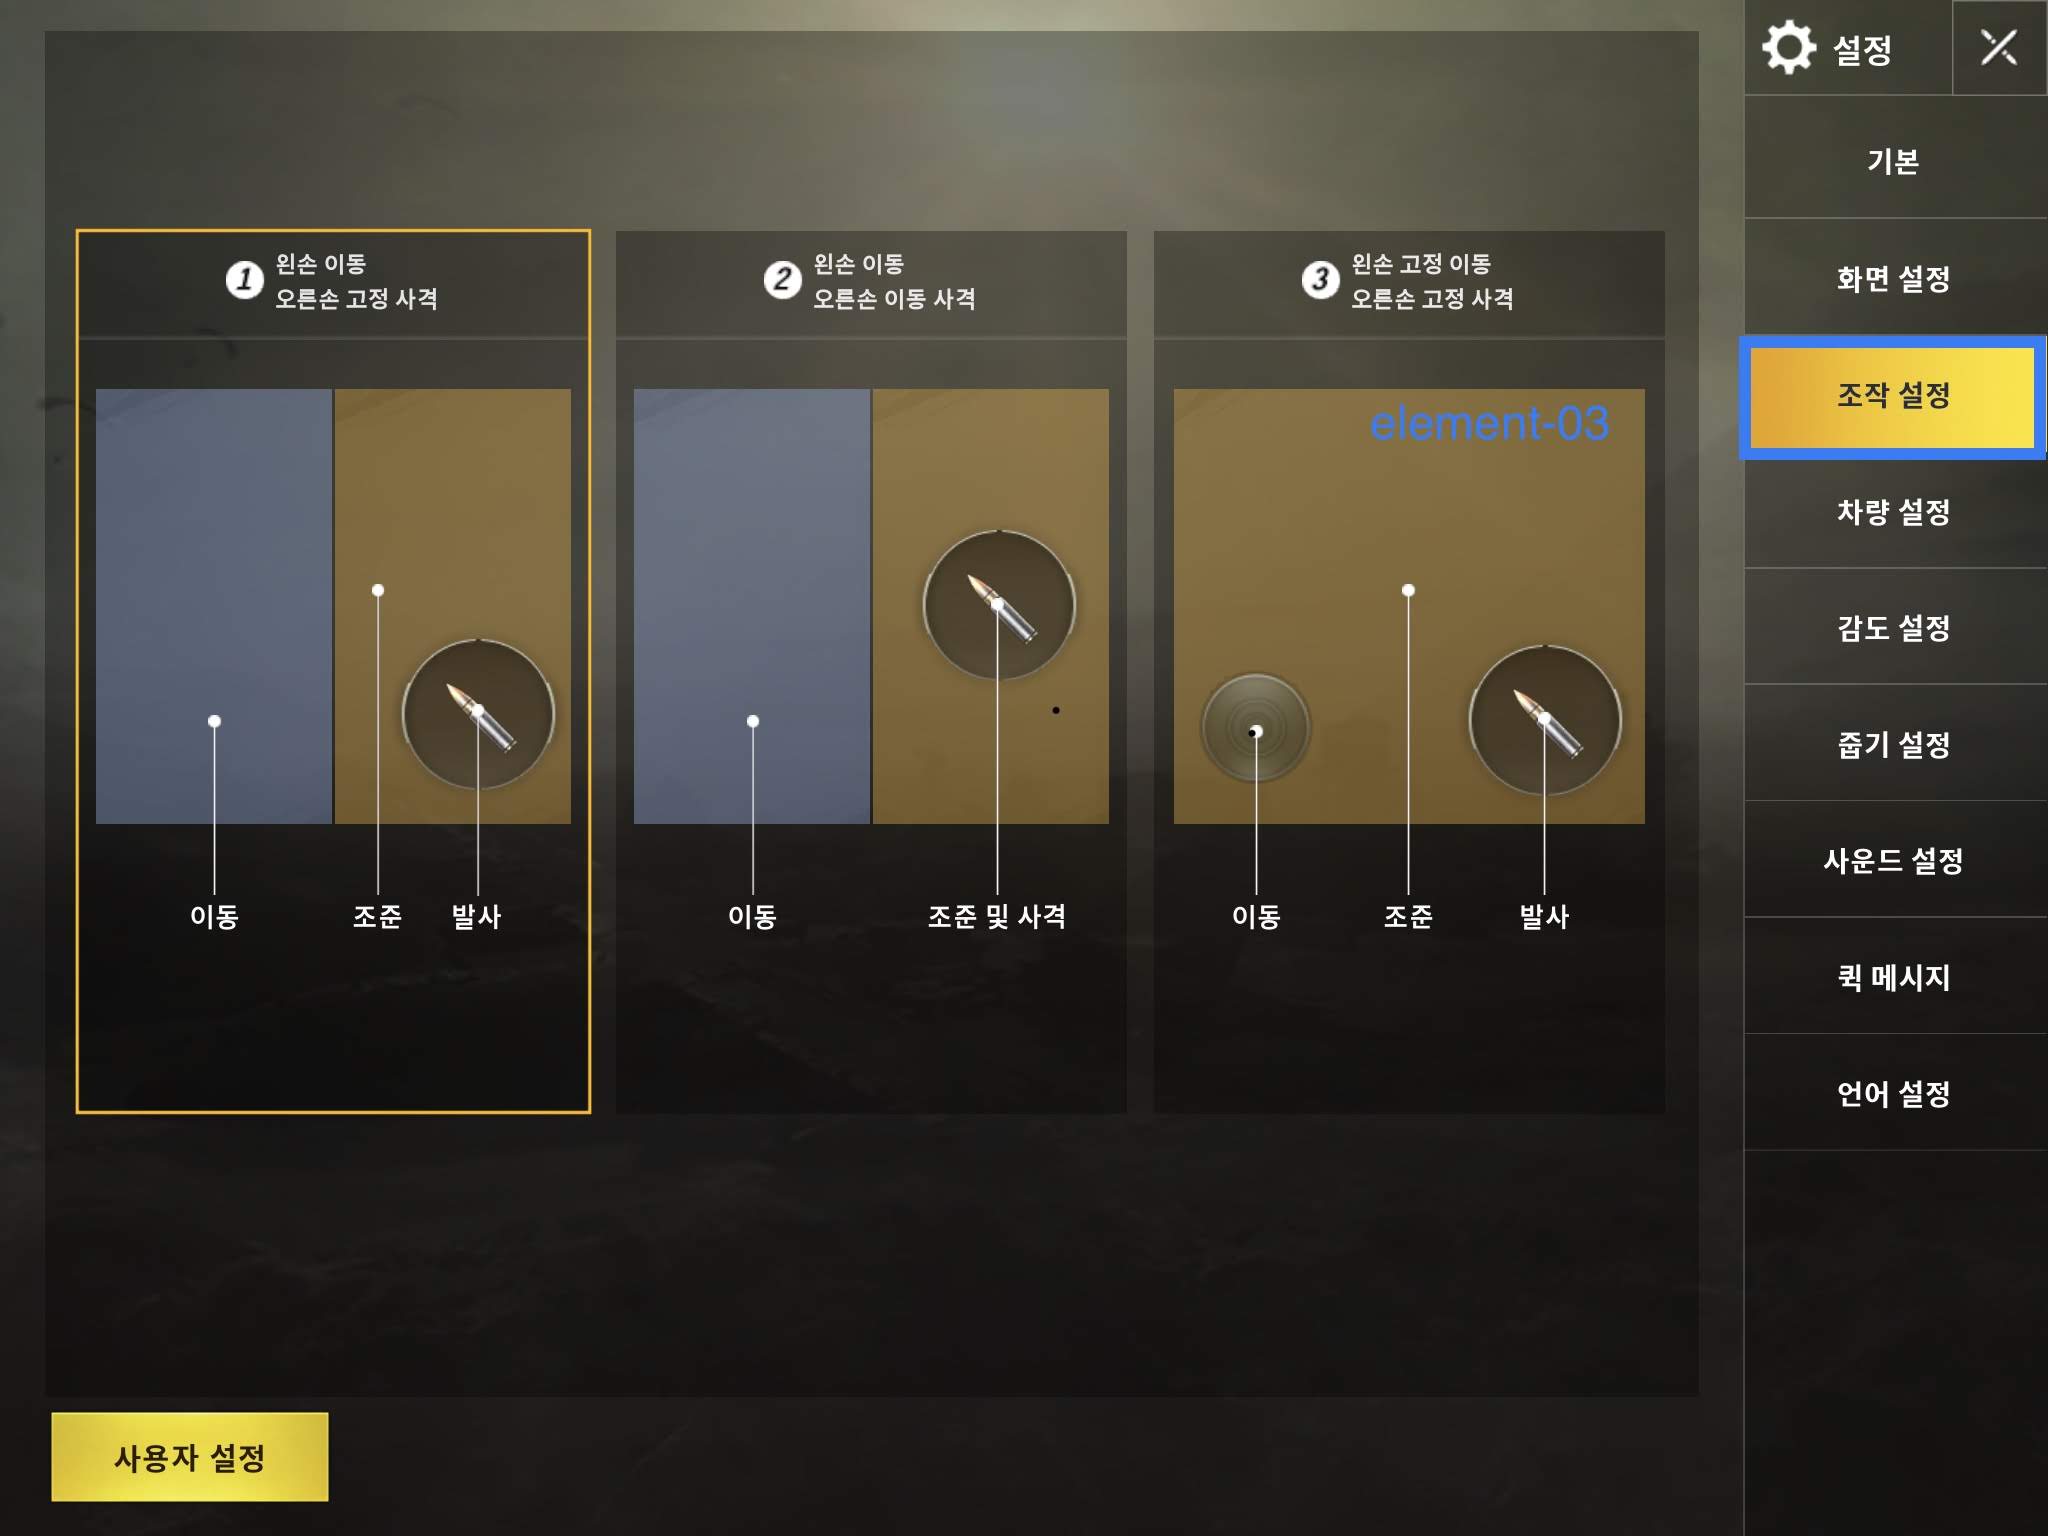 설정
1
왼손 이동
오른손 고정 사격
2
왼손 이동
오른손 이동 사격
3
왼손 고정 이동
오른손 고정 사격
element-03
이동
조준
발사
이동
조준 및 사격
이동
조준
발사
기본
화면 설정
조작 설정
차량 설정
감도 설정
줍기 설정
사운드 설정
퀵 메시지
언어 설정
사용자 설정